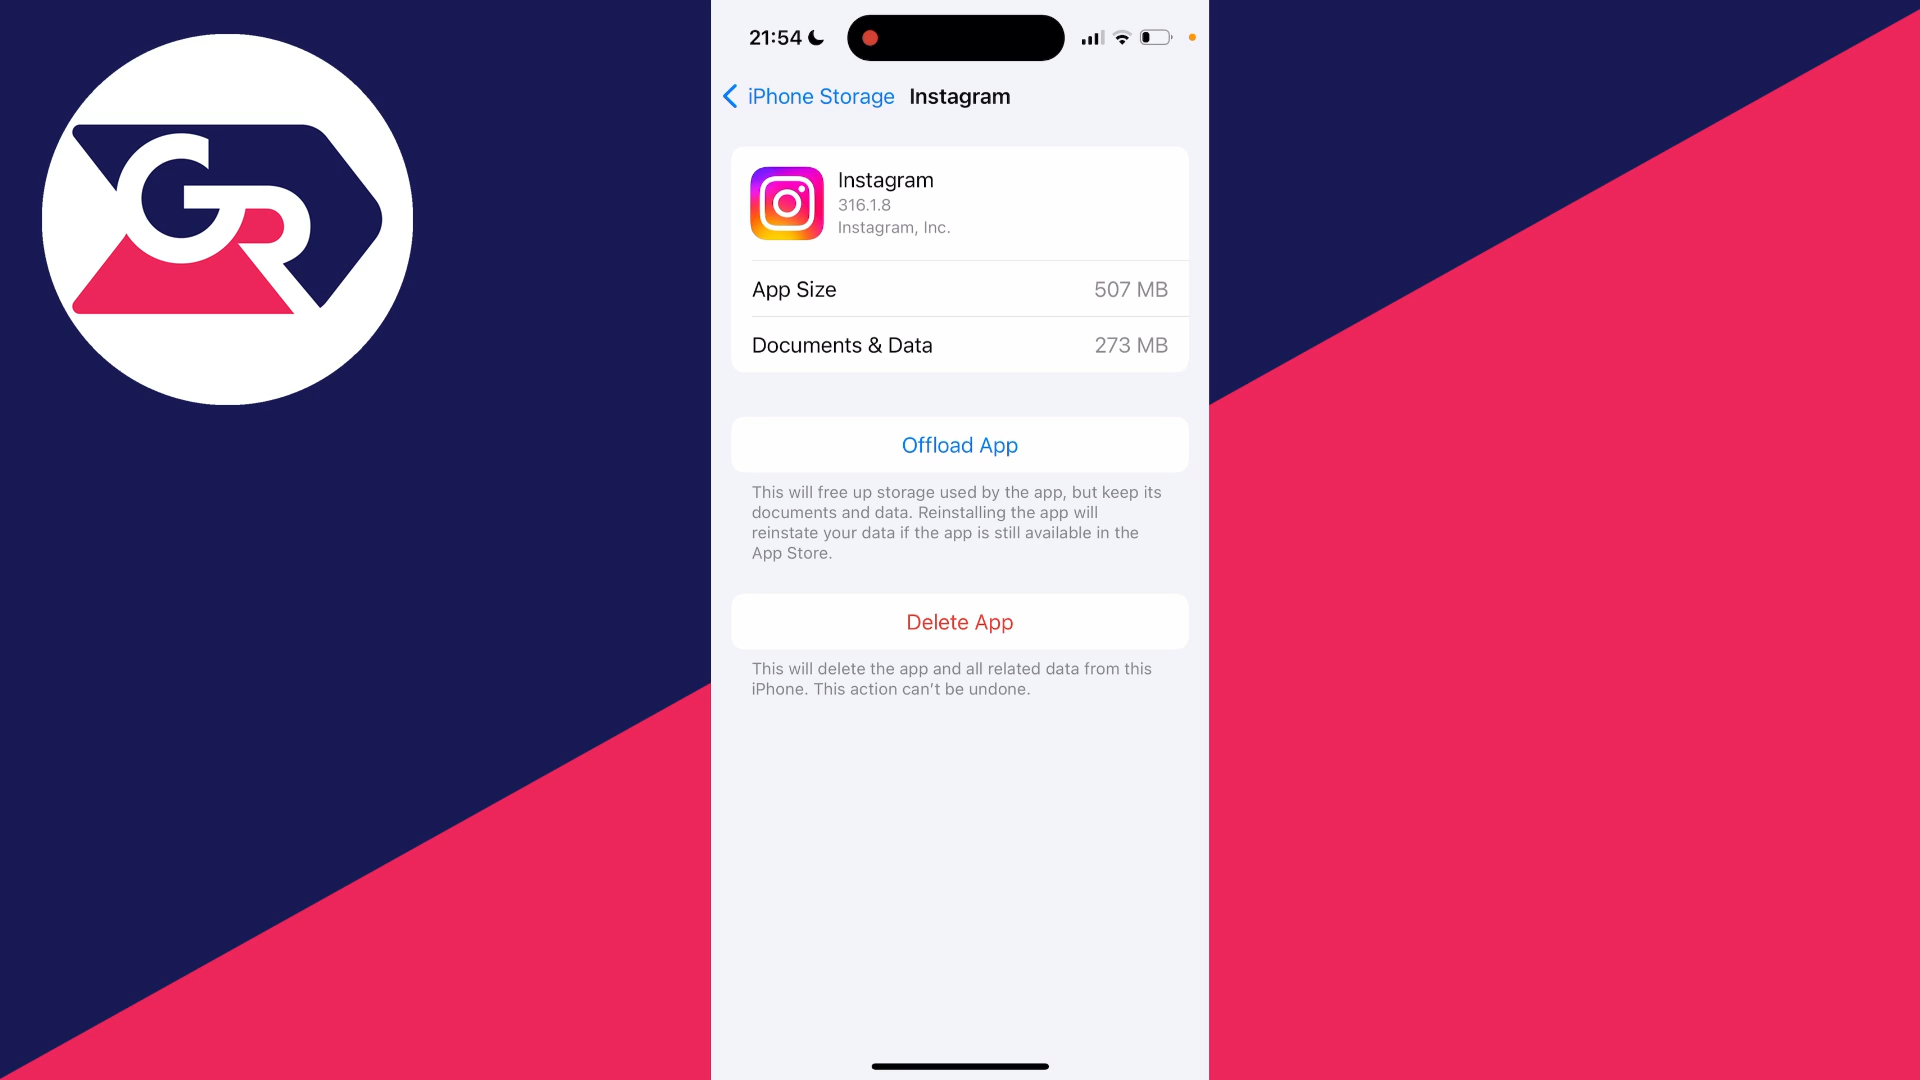 GR
21:54
iPhone Storage Instagram
Instagram
316.1.8
Instagram, Inc.
App Size 507 MB
Documents & Data 273 MB
Offload App
This will free up storage used by the app, but keep its
documents and data. Reinstalling the app will
reinstate your data if the app is still available in the
App Store.
Delete App
This will delete the app and all related data from this
iPhone. This action can't be undone.